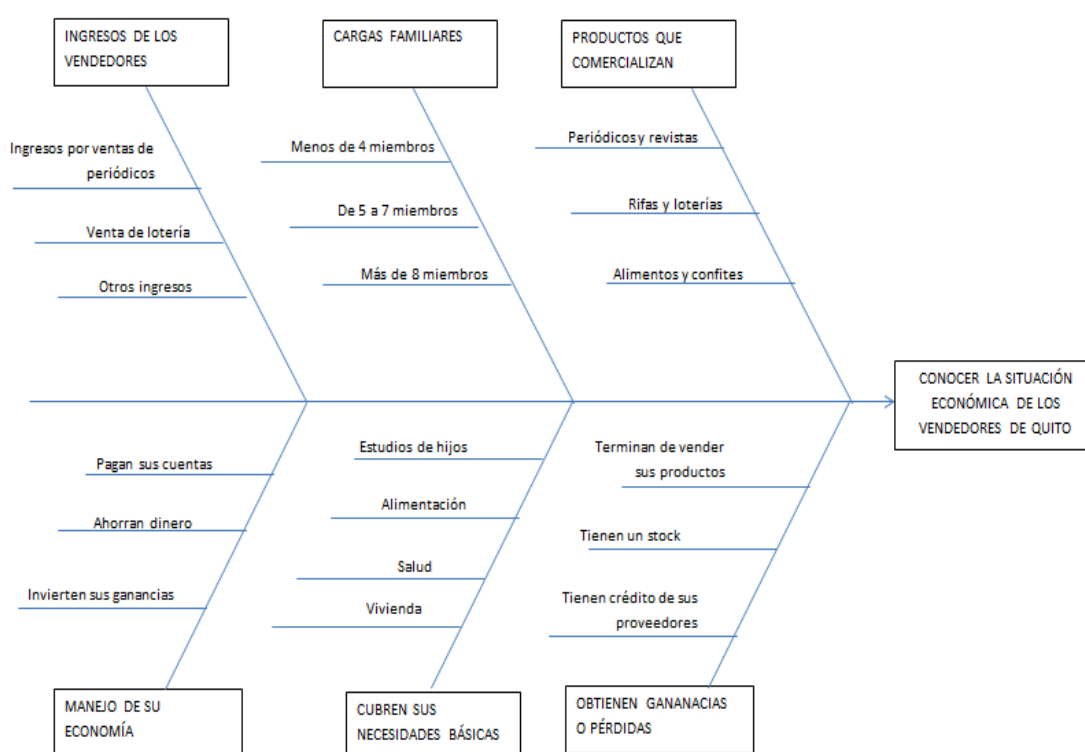 INGRESOS DE LOS
VENDEDORES
CARGAS FAMILIARES
PRODUCTOS QUE
COMERCIALIZAN
Ingresos por ventas de
periódicos
Venta de lotería
Otros ingresos
Menos de 4 miembros
De 5 a 7 miembros
Más de 8 miembros
Periódicos y revistas
Rifas y loterías
Alimentos y confites
CONOCER LA SITUACIÓN
ECONÓMICA DE LOS
VENDEDORES DE QUITO
Pagan sus cuentas
Ahorran dinero
Invierten sus ganancias
Estudios de hijos
Alimentación
Salud
Vivienda
Terminan de vender
sus productos
Tienen un stock
Tienen crédito de sus
proveedores
MANEJO DE SU
ECONOMÍA
CUBREN SUS
NECESIDADES BÁSICAS
OBTIENEN GANANACIAS
O PÉRDIDAS